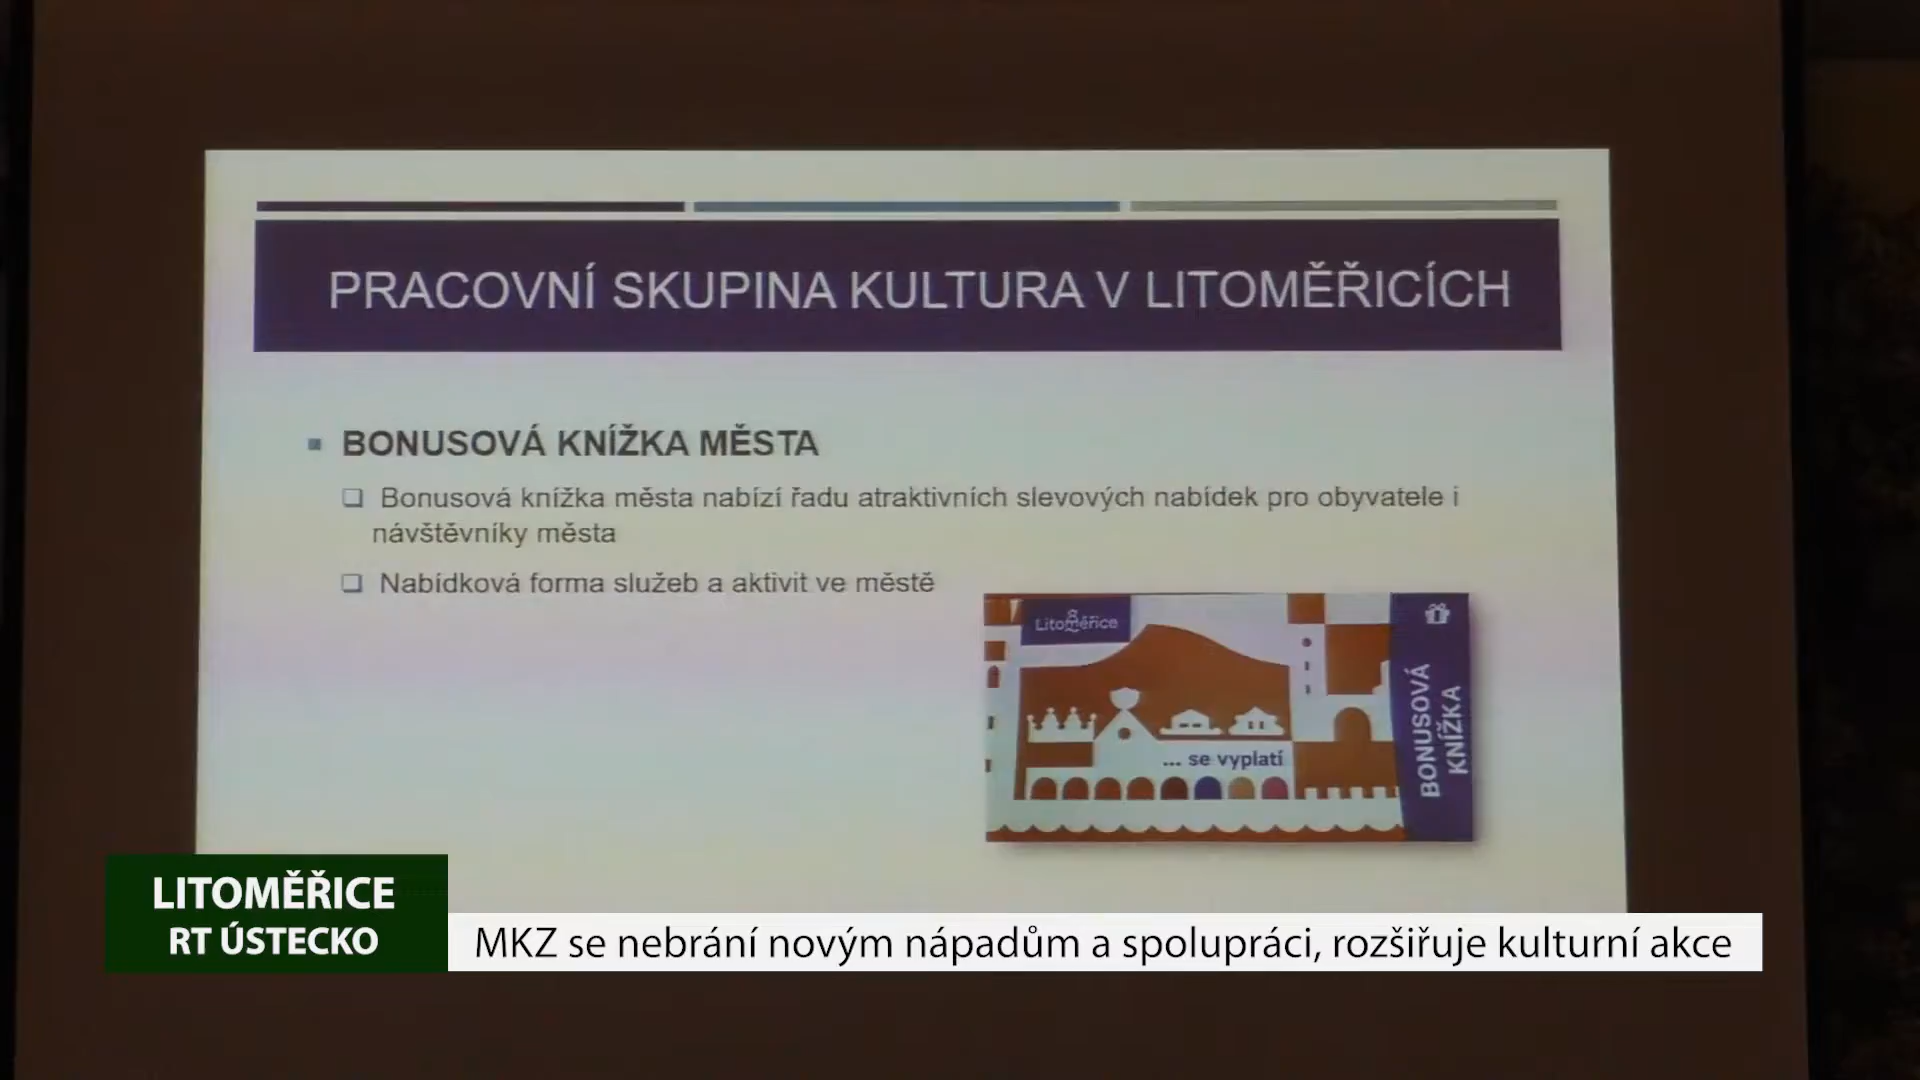 PRACOVNÍ SKUPINA KULTURA V LITOMĚŘICÍCH
BONUSOVÁ KNÍŽKA MĚSTA
Bonusová knížka města nabízí řadu atraktivních slevových nabídek pro obyvatele i
návštěvníky města
Nabídková forma služeb a aktivit ve městě
Litoměřice
... se vyplatí
BONUSOVÁ
KNÍŽKA
LITOMĚŘICE
RT ÚSTECKO
MKZ se nebrání novým nápadům a spolupráci, rozšiřuje kulturní akce